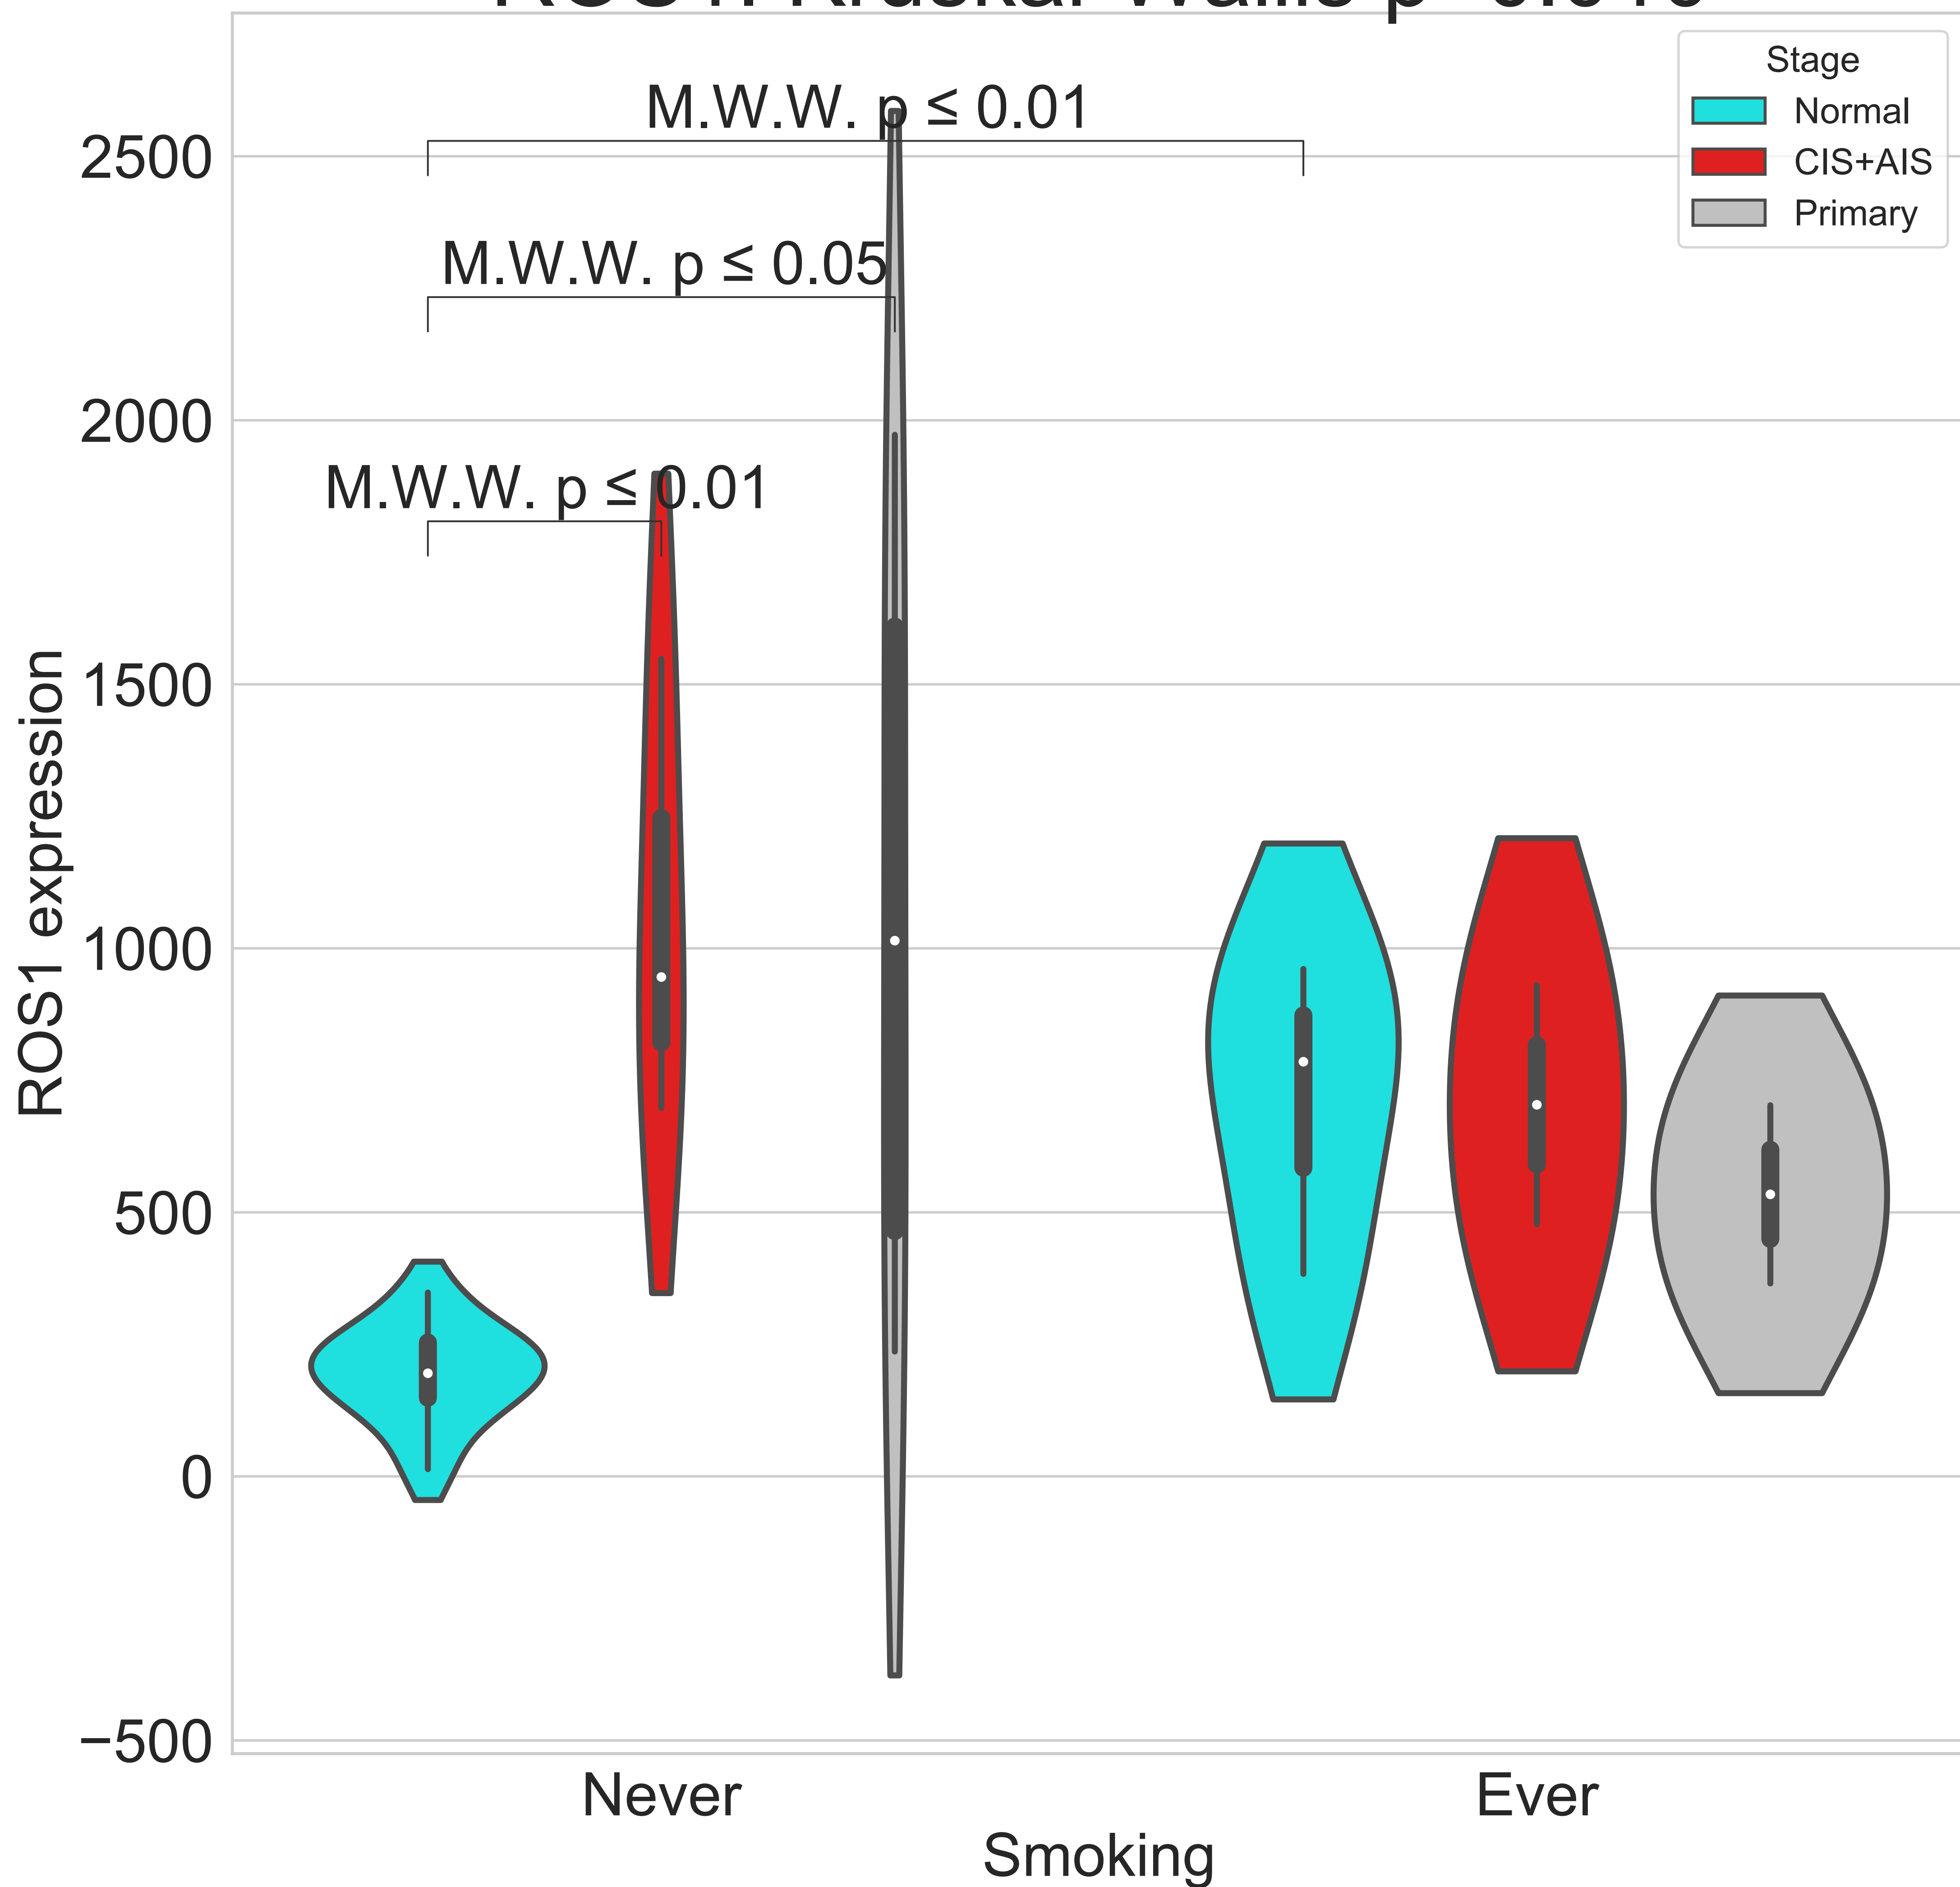 Stage
Normal
CIS+AIS
Primary
M.W.W. p ≤ 0.01
M.W.W. p ≤ 0.05
M.W.W. p ≤ 0.01
2500
2000
1500
1000
500
0
−500
ROS1 expression
Never
Ever
Smoking